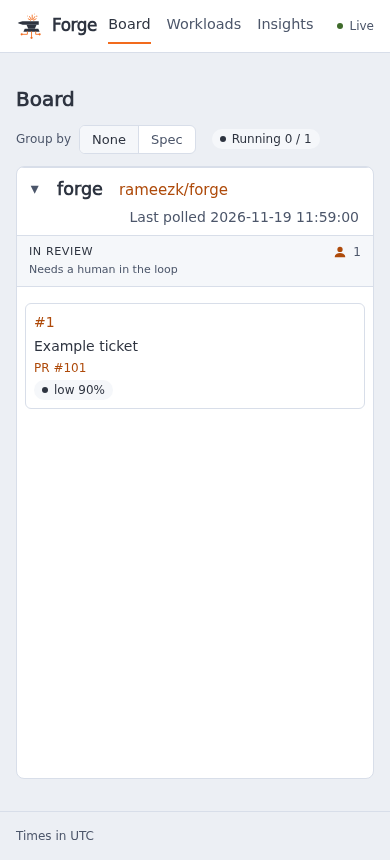 Forge Board Workloads Insights Live
Board
Group by None Spec Running 0 / 1
▼ forge rameezk/forge
Last polled 2026-11-19 11:59:00
IN REVIEW 1
Needs a human in the loop
#1
Example ticket
PR #101
low 90%
Times in UTC